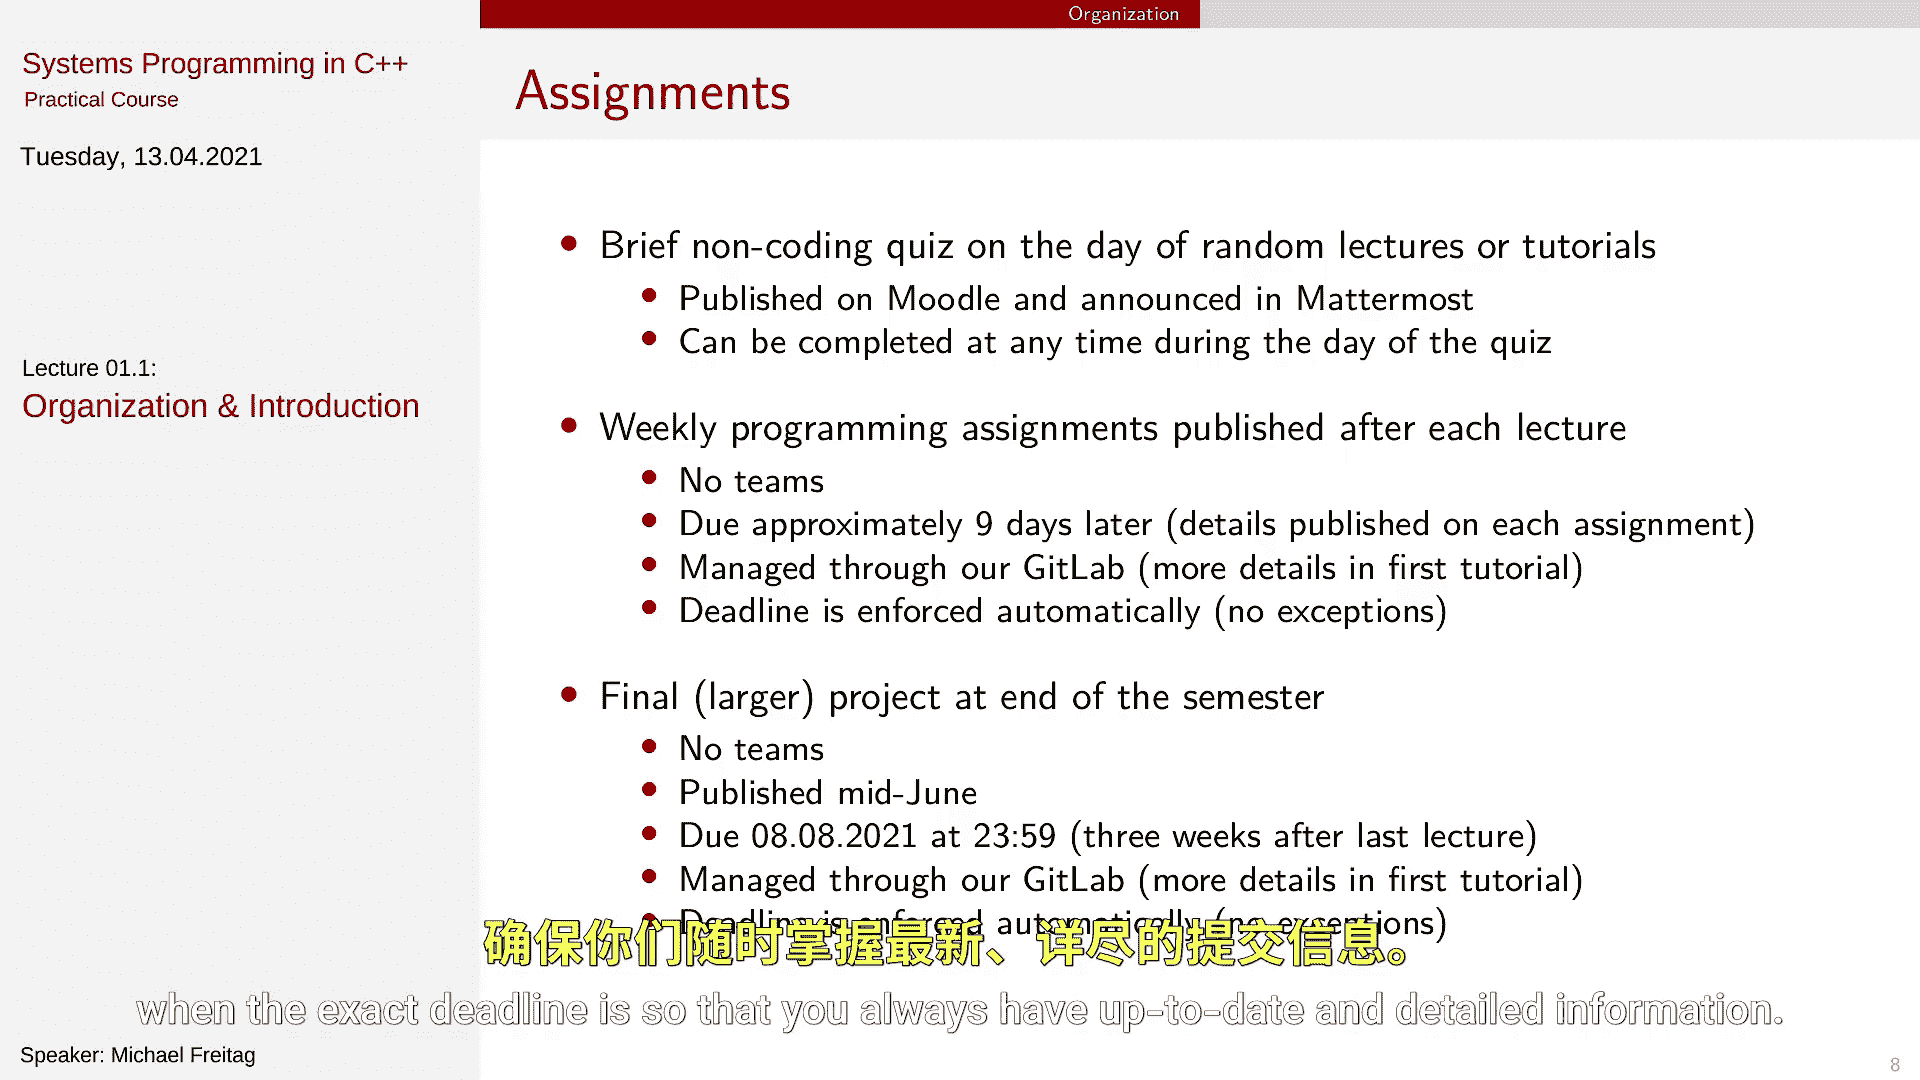 Organization
Systems Programming in C++
Practical Course
Tuesday, 13.04.2021
Lecture 01.1:
Organization & Introduction
Assignments
Brief non-coding quiz on the day of random lectures or tutorials
Published on Moodle and announced in Mattermost
Can be completed at any time during the day of the quiz
Weekly programming assignments published after each lecture
No teams
Due approximately 9 days later (details published on each assignment)
Managed through our GitLab (more details in first tutorial)
Deadline is enforced automatically (no exceptions)
Final (larger) project at end of the semester
No teams
Published mid-June
Due 08.08.2021 at 23:59 (three weeks after last lecture)
Managed through our GitLab (more details in first tutorial)
Deadline is enforced automatically (no exceptions)
确保你们随时掌握最新、详尽的提交信息。
when the exact deadline is so that you always have up-to-date and detailed information.
Speaker: Michael Freitag
8